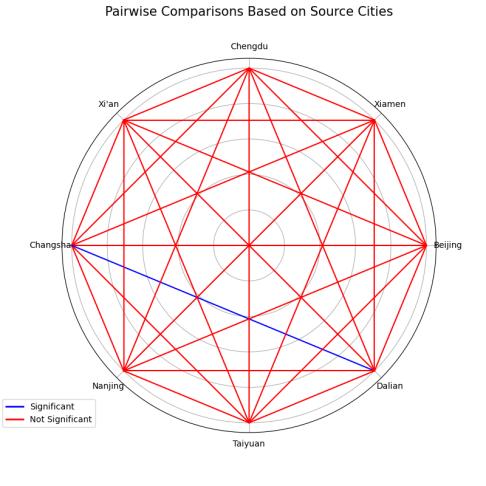 Pairwise Comparisons Based on Source Cities
Chengdu
Xi'an
Xiamen
Changsha
Beijing
Nanjing
Dalian
Taiyuan
Significant
Not Significant